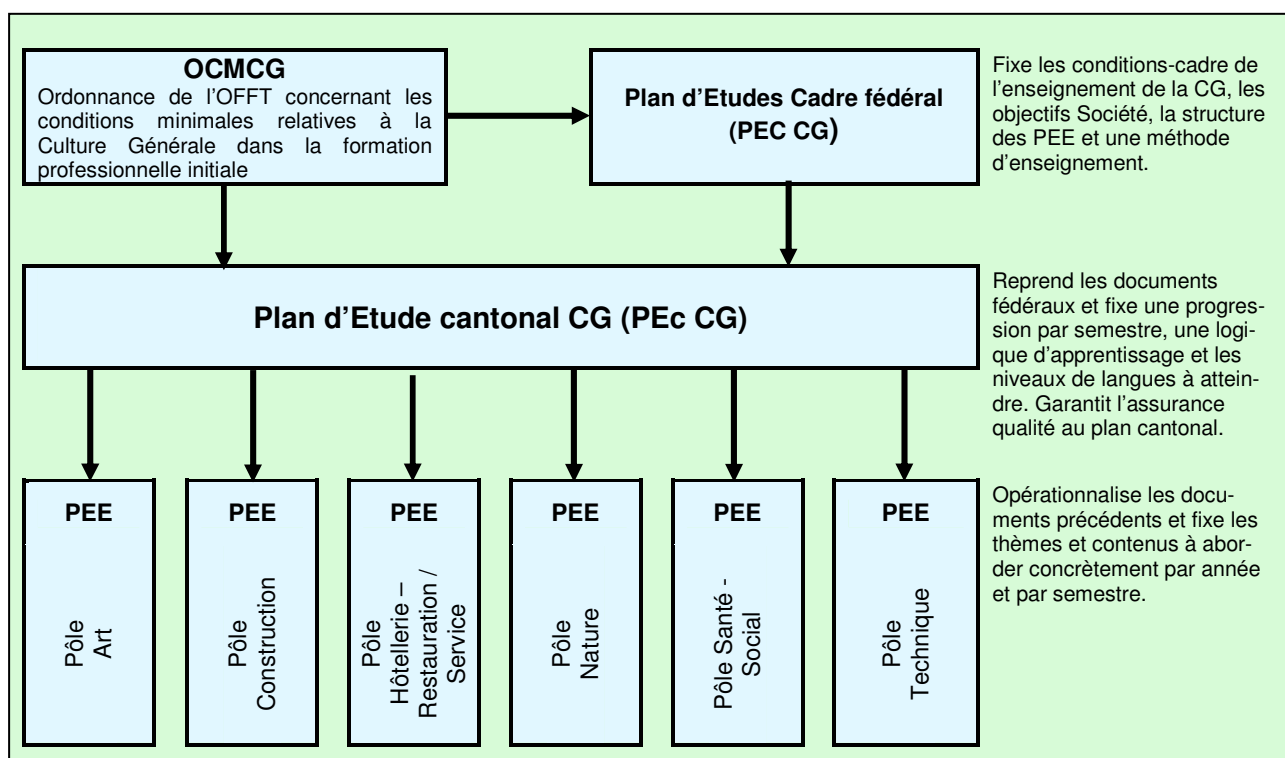 OCMCG
Ordonnance de l'OFFT concernant les
conditions minimales relatives à la
Culture Générale dans la formation
professionnelle initiale
Plan d'Etudes Cadre fédéral
(PEC CG)
Fixe les conditions-cadre de
l'enseignement de la CG, les
objectifs Société, la structure
des PEE et une méthode
d'enseignement.
Plan d'Etude cantonal CG (PEc CG)
Reprend les documents
fédéraux et fixe une progres-
sion par semestre, une logi-
que d'apprentissage et les
niveaux de langues à attein-
dre. Garantit l'assurance
qualité au plan cantonal.
PEE
Pôle
Art
PEE
Pôle
Construction
PEE
Pôle
Hôtellerie –
Restauration /
Service
PEE
Pôle
Nature
PEE
Pôle Santé -
Social
PEE
Pôle
Technique
Opérationnalise les docu-
ments précédents et fixe les
thèmes et contenus à abor-
der concrètement par année
et par semestre.